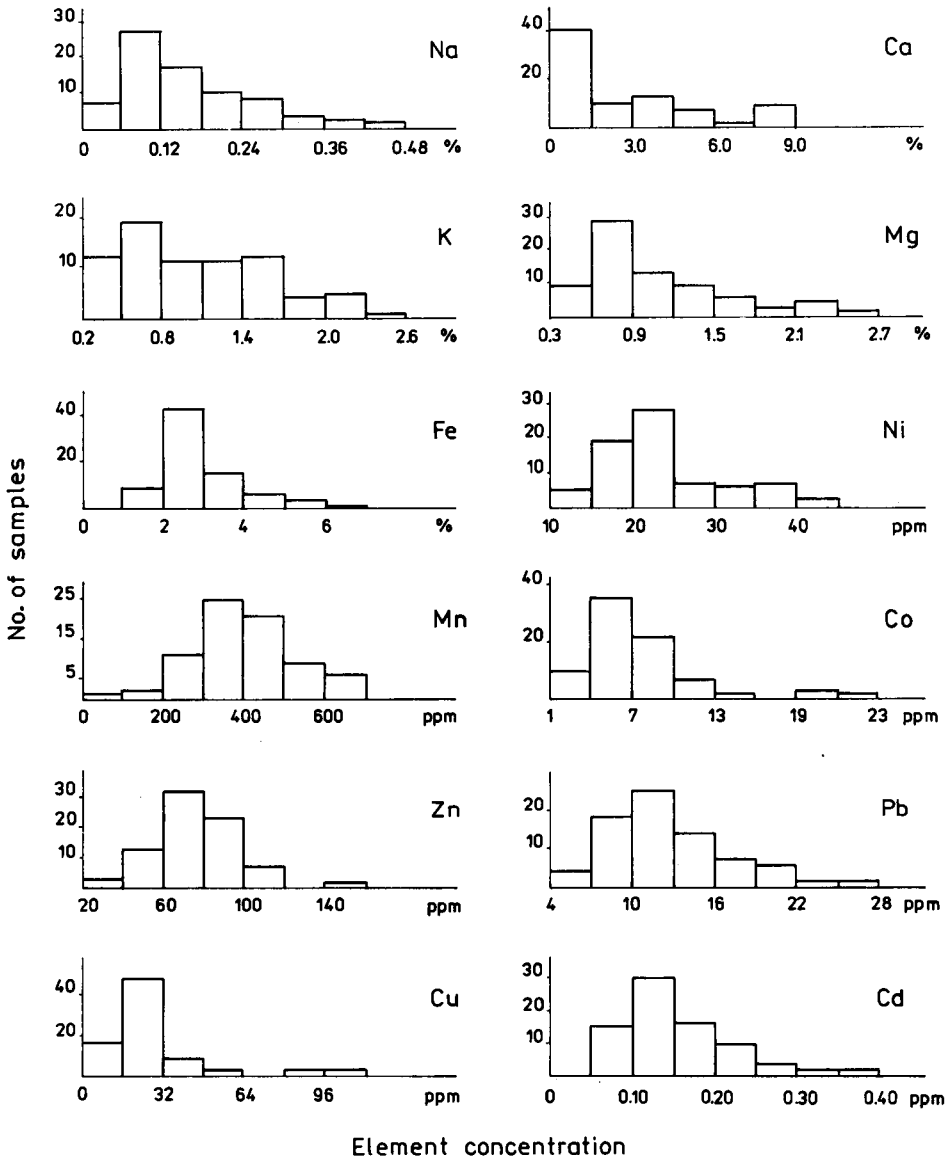 30
20
10
Na
0 0.12 0.24 0.36 0.48 %
40
20
Ca
0 3.0 6.0 9.0 %
20
10
K
0.2 0.8 1.4 2.0 2.6 %
30
20
10
Mg
0.3 0.9 1.5 2.1 2.7 %
40
20
Fe
0 2 4 6 %
30
20
10
Ni
10 20 30 40 ppm
No. of samples
25
15
5
Mn
0 200 400 600 ppm
40
20
Co
1 7 13 19 23 ppm
30
20
10
Zn
20 60 100 140 ppm
20
10
Pb
4 10 16 22 28 ppm
40
20
Cu
0 32 64 96 ppm
30
20
10
Cd
0 0.10 0.20 0.30 0.40 ppm
Element concentration